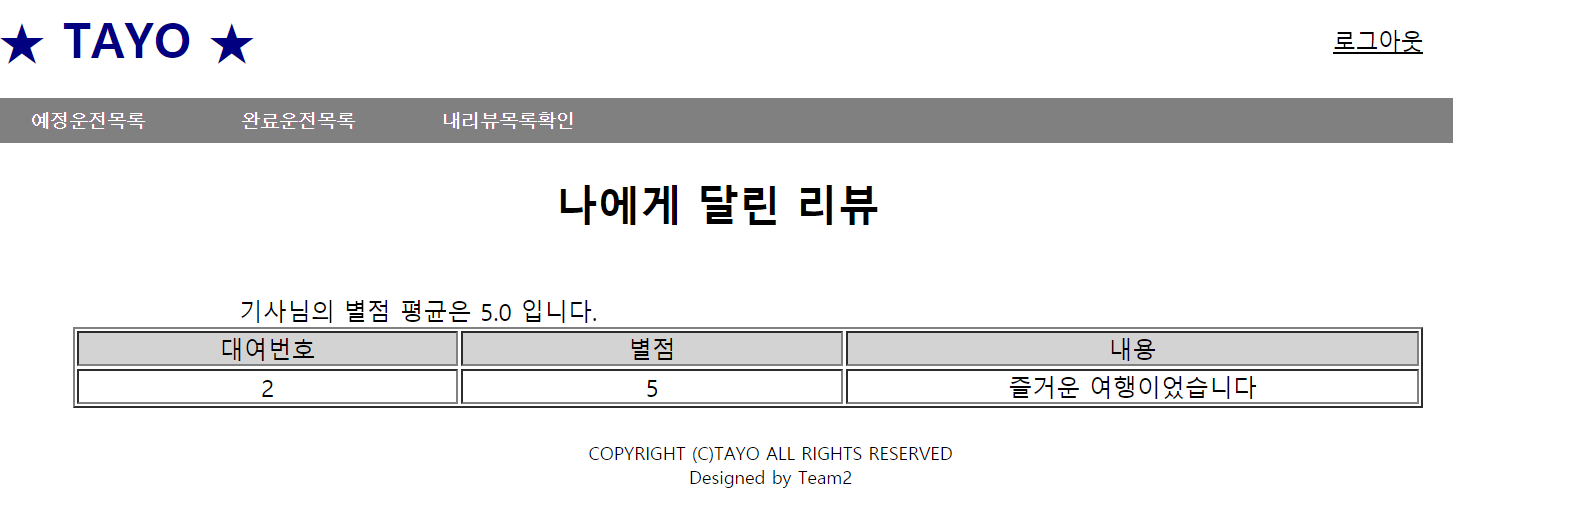 ★ TAYO ★
로그아웃
예정운전목록 완료운전목록 내리뷰목록확인
나에게 달린 리뷰
기사님의 별점 평균은 5.0 입니다.
대여번호 별점 내용
2 5 즐거운 여행이었습니다
COPYRIGHT (C)TAYO ALL RIGHTS RESERVED
Designed by Team2